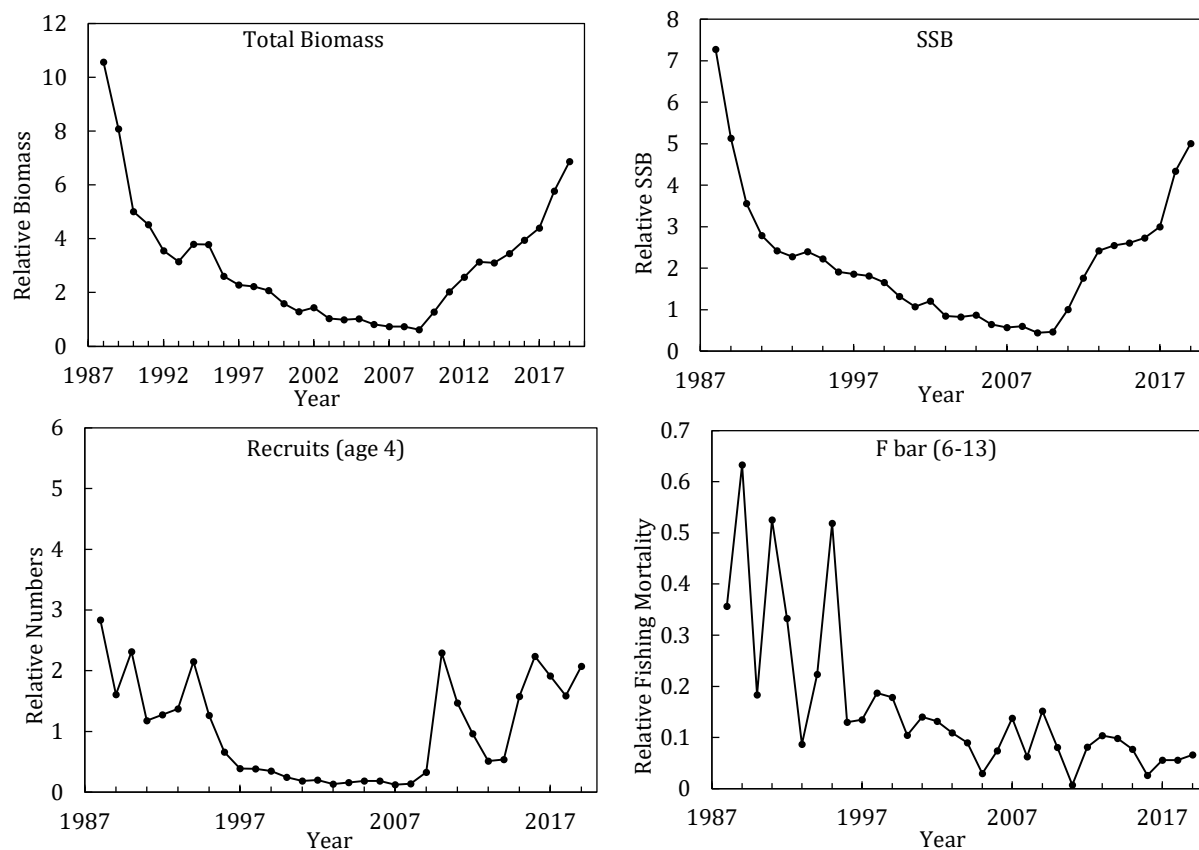 Total Biomass
Relative Biomass
12
10
8
6
4
2
0
1987 1992 1997 2002 2007 2012 2017
Year
SSB
Relative SSB
8
7
6
5
4
3
2
1
0
1987 1997 2007 2017
Year
Recruits (age 4)
Relative Numbers
6
5
4
3
2
1
0
1987 1997 2007 2017
Year
F bar (6-13)
Relative Fishing Mortality
0.7
0.6
0.5
0.4
0.3
0.2
0.1
0
1987 1997 2007 2017
Year